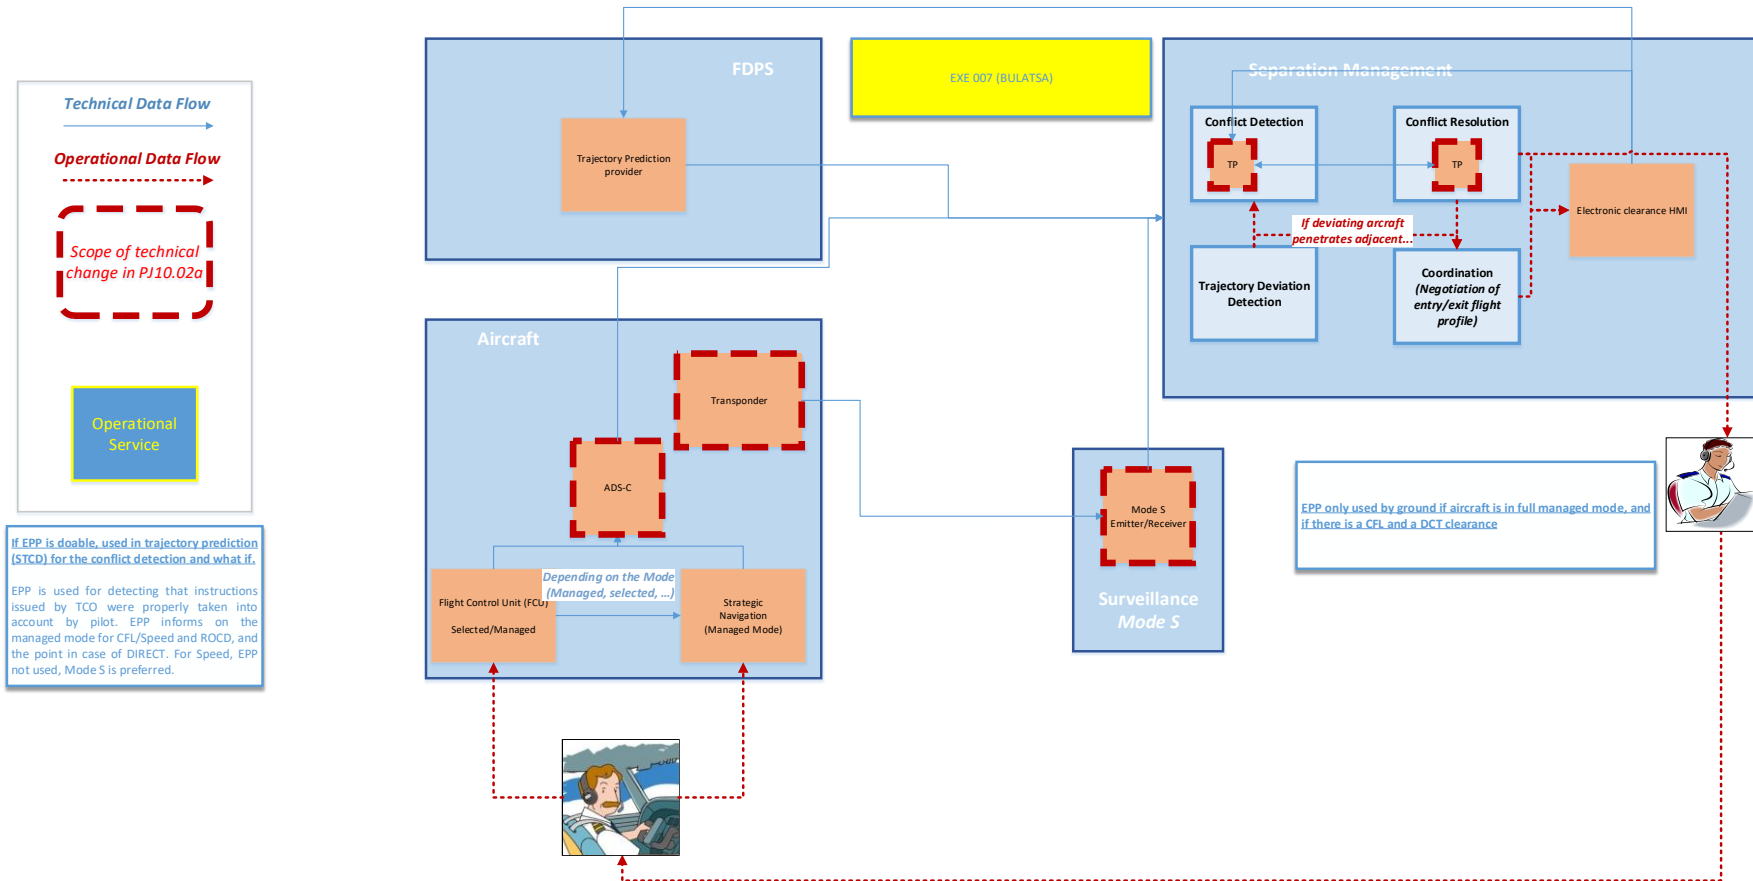 Technical Data Flow
Operational Data Flow
Scope of technical
change in PJ10.02a
Operational
Service
If EPP is doable, used in trajectory prediction
(STCD) for the conflict detection and what if.
EPP is used for detecting that instructions
issued by TCO were properly taken into
account by pilot. EPP informs on the
managed mode for CFL/Speed and ROCD, and
the point in case of DIRECT. For Speed, EPP
not used, Mode S is preferred.
FDPS
Trajectory Prediction
provider
EXE 007 (BULATSA)
Separation Management
Conflict Detection
TP
Conflict Resolution
TP
Electronic clearance HMI
If deviating arcraft
penetrates adjacent...
Trajectory Deviation
Detection
Coordination
(Negotiation of
entry/exit flight
profile)
Aircraft
Transponder
ADS-C
Depending on the Mode
(Managed, selected, ...)
Flight Control Unit (FCU)
Selected/Managed
Strategic
Navigation
(Managed Mode)
Mode S
Emitter/Receiver
Surveillance
Mode S
EPP only used by ground if aircraft is in full managed mode, and
if there is a CFL and a DCT clearance